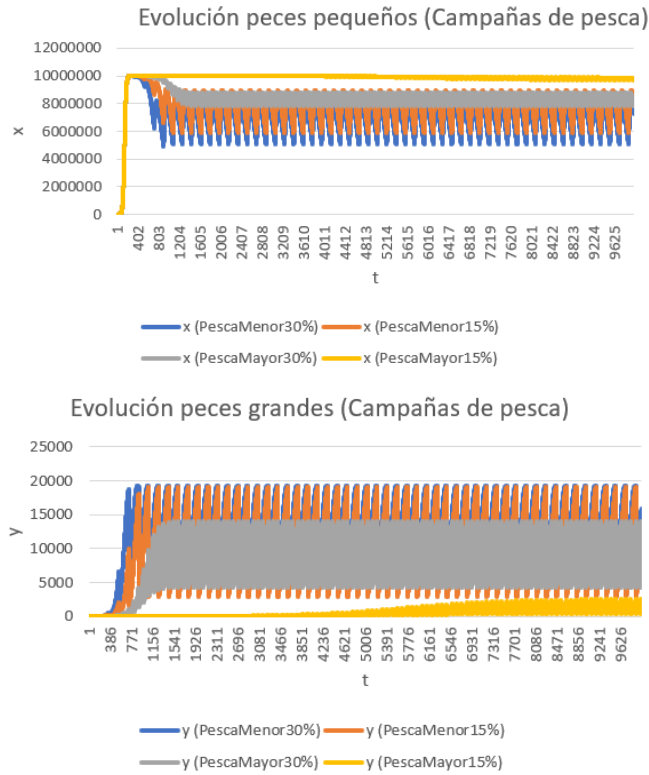 Evolución peces pequeños (Campañas de pesca)
12000000
10000000
8000000
6000000
4000000
2000000
0
x
1 402 803 1204 1605 2006 2407 2808 3209 3610 4011 4412 4813 5214 5615 6016 6417 6818 7219 7620 8021 8422 8823 9224 9625
t
x (PescaMenor30%) x (PescaMenor15%)
x (PescaMayor30%) x (PescaMayor15%)
Evolución peces grandes (Campañas de pesca)
25000
20000
15000
10000
5000
0
y
1 386 771 1156 1541 1926 2311 2696 3081 3466 3851 4236 4621 5006 5391 5776 6161 6546 6931 7316 7701 8086 8471 8856 9241 9626
t
y (PescaMenor30%) y (PescaMenor15%)
y (PescaMayor30%) y (PescaMayor15%)